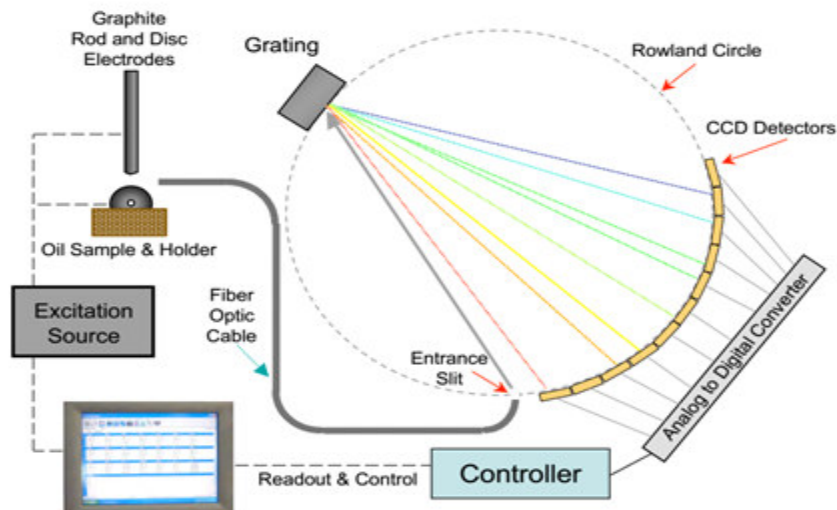 Graphite
Rod and Disc
Electrodes
Grating
Rowland Circle
CCD Detectors
Oil Sample & Holder
Excitation
Source
Fiber
Optic
Cable
Entrance
Slit
Analog to Digital Converter
Readout & Control
Controller